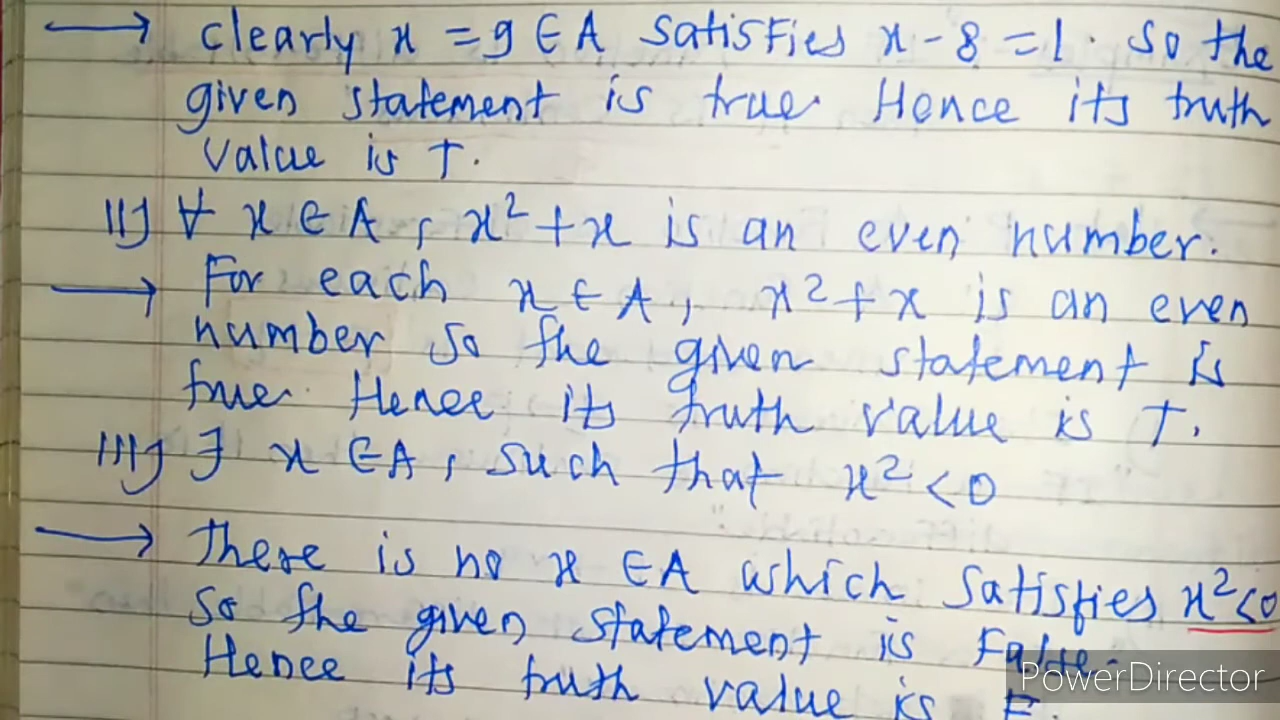 → clearly x = 9 ∈ A satisfies x - 8 = 1. so the
given statement is true. Hence its truth
value is T.
II] ∀ x ∈ A, x² + x is an even number.
→ For each x ∈ A, x² + x is an even
number so the given statement is
true. Hence its truth value is T.
III] ∃ x ∈ A, such that x² < 0
→ There is no x ∈ A which satisfies x² < 0
So the given statement is False.
Hence its truth value is F.
PowerDirector